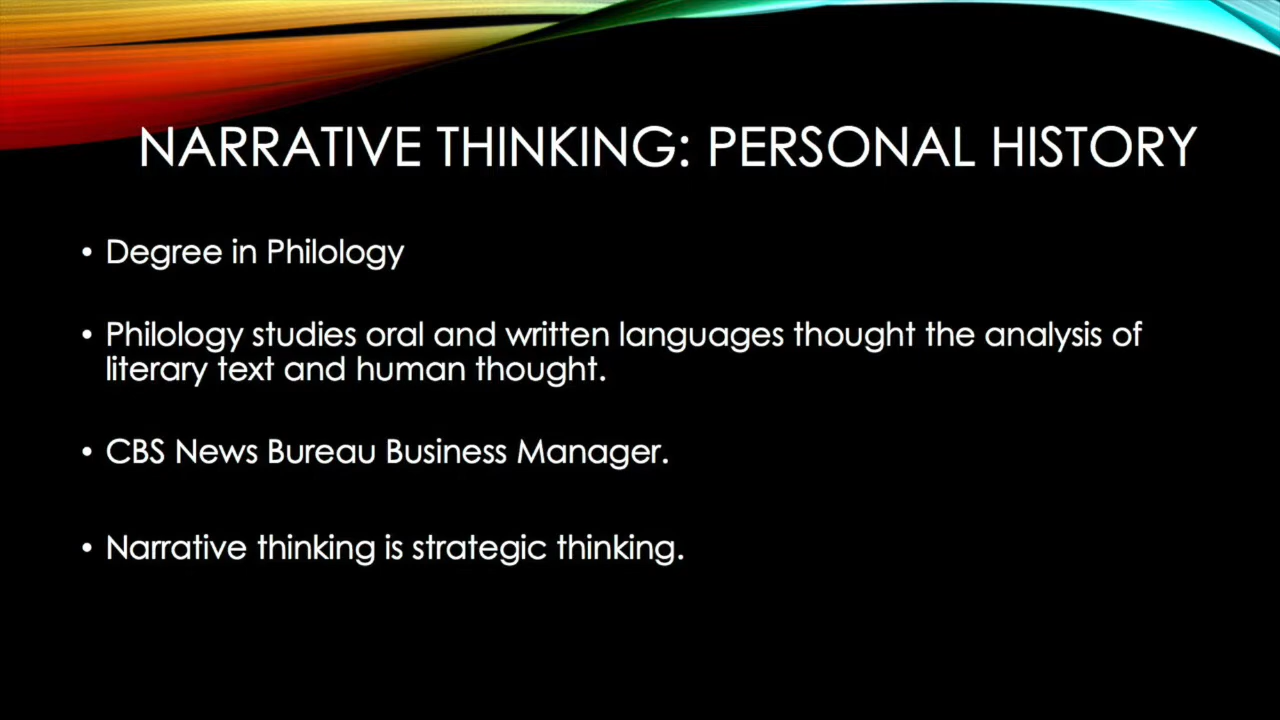 NARRATIVE THINKING: PERSONAL HISTORY
• Degree in Philology
• Philology studies oral and written languages thought the analysis of
literary text and human thought.
• CBS News Bureau Business Manager.
• Narrative thinking is strategic thinking.